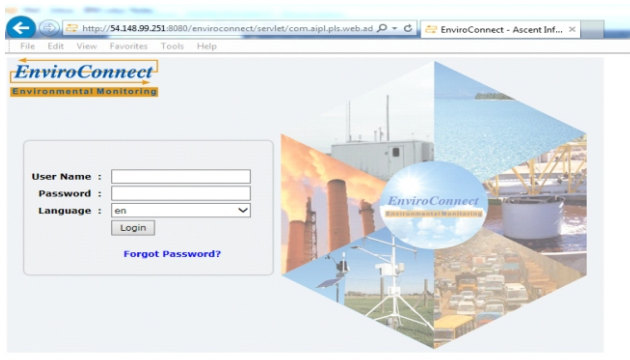 http://54.148.99.251:8080/enviroconnect/servlet/com.aipl.pls.web.ad
EnviroConnect - Ascent Inf...
File Edit View Favorites Tools Help
EnviroConnect
Environmental Monitoring
User Name :
Password :
Language : en
Login
Forgot Password?
EnviroConnect
Environmental Monitoring